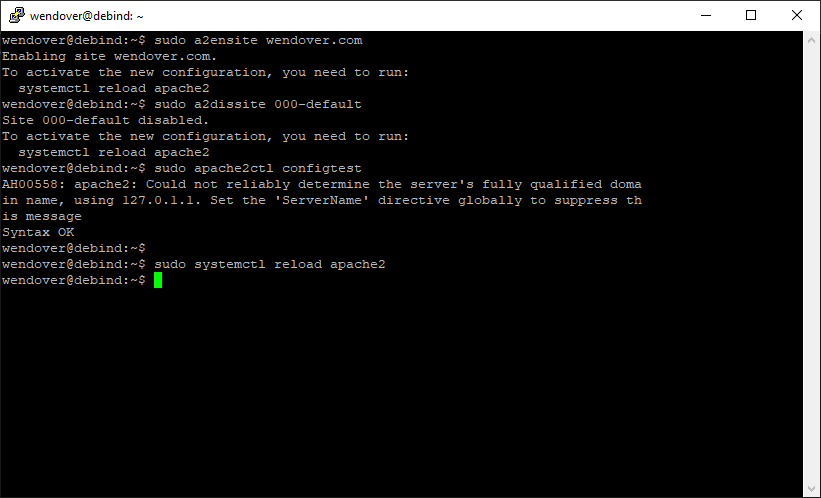 wendover@debind: ~
wendover@debind:~$ sudo a2ensite wendover.com
Enabling site wendover.com.
To activate the new configuration, you need to run:
  systemctl reload apache2
wendover@debind:~$ sudo a2dissite 000-default
Site 000-default disabled.
To activate the new configuration, you need to run:
  systemctl reload apache2
wendover@debind:~$ sudo apache2ctl configtest
AH00558: apache2: Could not reliably determine the server's fully qualified doma
in name, using 127.0.1.1. Set the 'ServerName' directive globally to suppress th
is message
Syntax OK
wendover@debind:~$
wendover@debind:~$ sudo systemctl reload apache2
wendover@debind:~$